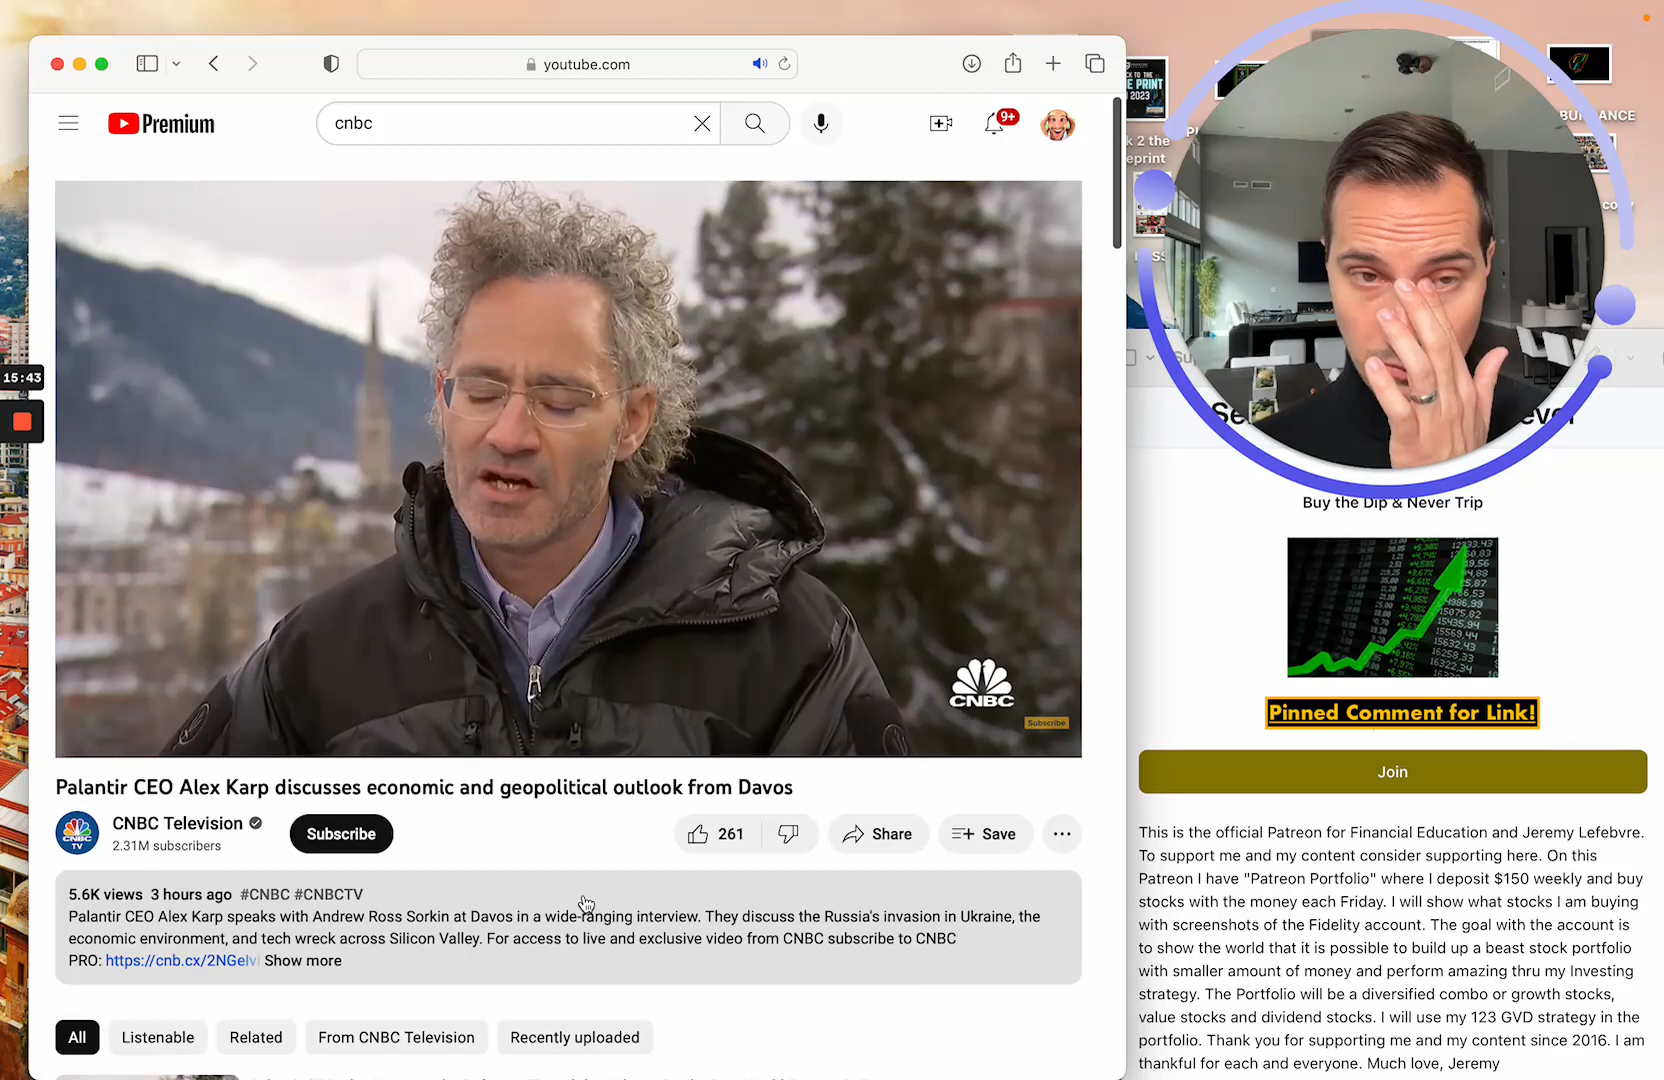 youtube.com
Premium
cnbc
9+
15:43
CNBC
Subscribe
Palantir CEO Alex Karp discusses economic and geopolitical outlook from Davos
CNBC Television
2.31M subscribers
Subscribe
261
Share
Save
5.6K views 3 hours ago #CNBC #CNBCTV
Palantir CEO Alex Karp speaks with Andrew Ross Sorkin at Davos in a wide-ranging interview. They discuss the Russia's invasion in Ukraine, the
economic environment, and tech wreck across Silicon Valley. For access to live and exclusive video from CNBC subscribe to CNBC
PRO: https://cnb.cx/2NGeIvi Show more
All
Listenable
Related
From CNBC Television
Recently uploaded
Buy the Dip & Never Trip
Pinned Comment for Link!
Join
This is the official Patreon for Financial Education and Jeremy Lefebvre.
To support me and my content consider supporting here. On this
Patreon I have "Patreon Portfolio" where I deposit $150 weekly and buy
stocks with the money each Friday. I will show what stocks I am buying
with screenshots of the Fidelity account. The goal with the account is
to show the world that it is possible to build up a beast stock portfolio
with smaller amount of money and perform amazing thru my Investing
strategy. The Portfolio will be a diversified combo or growth stocks,
value stocks and dividend stocks. I will use my 123 GVD strategy in the
portfolio. Thank you for supporting me and my content since 2016. I am
thankful for each and everyone. Much love, Jeremy